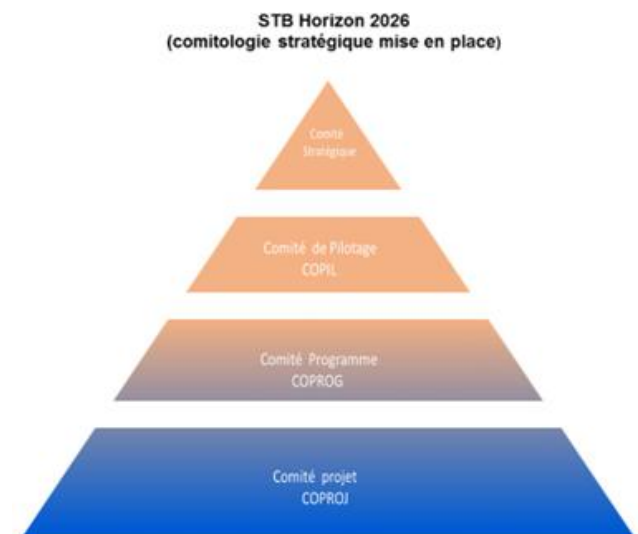 STB Horizon 2026
(comitologie stratégique mise en place)
Comité
Stratégique
Comité de Pilotage
COPIL
Comité Programme
COPROG
Comité projet
COPROJ